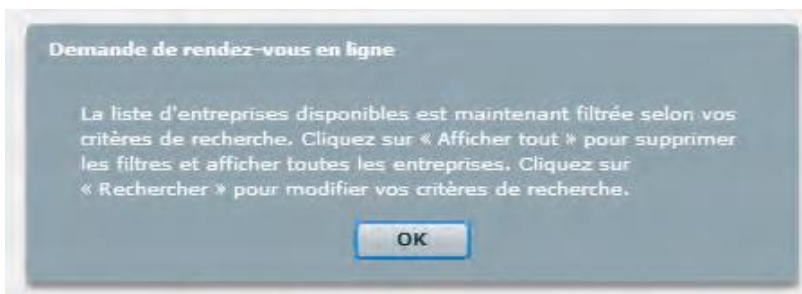 Demande de rendez-vous en ligne
La liste d'entreprises disponibles est maintenant filtrée selon vos
critères de recherche. Cliquez sur « Afficher tout » pour supprimer
les filtres et afficher toutes les entreprises. Cliquez sur
« Rechercher » pour modifier vos critères de recherche.
OK